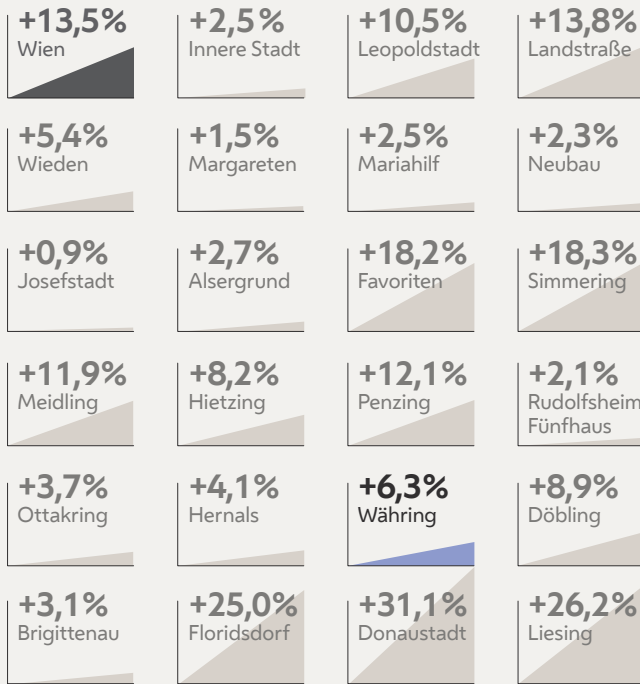 +13,5%
Wien
+2,5%
Innere Stadt
+10,5%
Leopoldstadt
+13,8%
Landstraße
+5,4%
Wieden
+1,5%
Margareten
+2,5%
Mariahilf
+2,3%
Neubau
+0,9%
Josefstadt
+2,7%
Alsergrund
+18,2%
Favoriten
+18,3%
Simmering
+11,9%
Meidling
+8,2%
Hietzing
+12,1%
Penzing
+2,1%
Rudolfsheim
Fünfhaus
+3,7%
Ottakring
+4,1%
Hernals
+6,3%
Währing
+8,9%
Döbling
+3,1%
Brigittenau
+25,0%
Floridsdorf
+31,1%
Donaustadt
+26,2%
Liesing